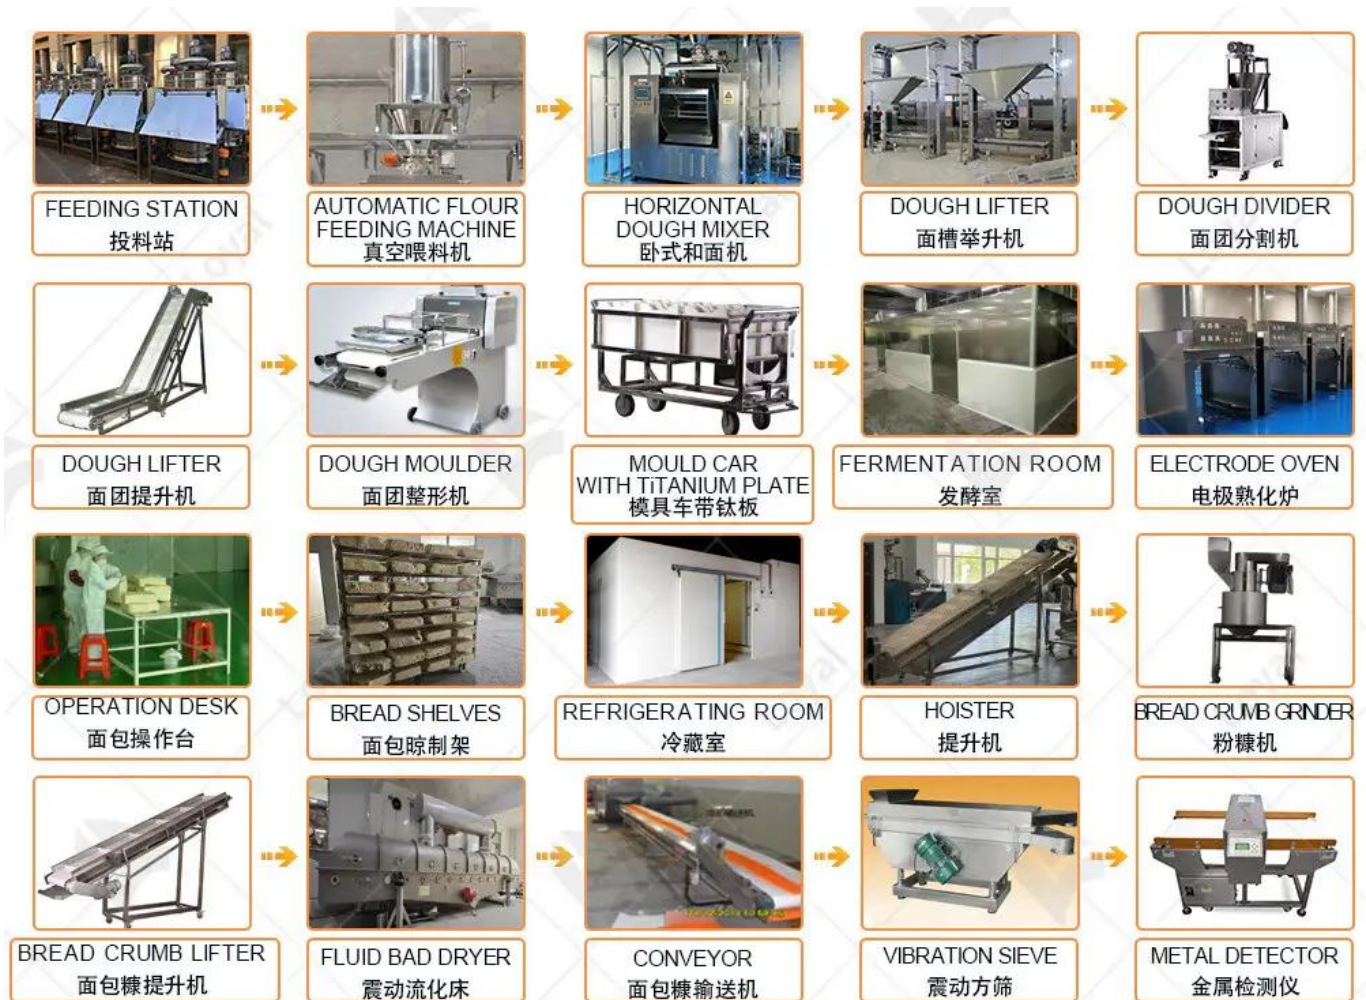 FEEDING STATION
投料站
AUTOMATIC FLOUR
FEEDING MACHINE
真空喂料机
HORIZONTAL
DOUGH MIXER
卧式和面机
DOUGH LIFTER
面槽举升机
DOUGH DIVIDER
面团分割机
DOUGH LIFTER
面团提升机
DOUGH MOULDER
面团整形机
MOULD CAR
WITH TiTANIUM PLATE
模具车带钛板
FERMENTATION ROOM
发酵室
ELECTRODE OVEN
电极熟化炉
OPERATION DESK
面包操作台
BREAD SHELVES
面包晾制架
REFRIGERATING ROOM
冷藏室
HOISTER
提升机
BREAD CRUMB GRINDER
粉糠机
BREAD CRUMB LIFTER
面包糠提升机
FLUID BAD DRYER
震动流化床
CONVEYOR
面包糠输送机
VIBRATION SIEVE
震动方筛
METAL DETECTOR
金属检测仪
Loyal
Loyal
Loyal
Loyal